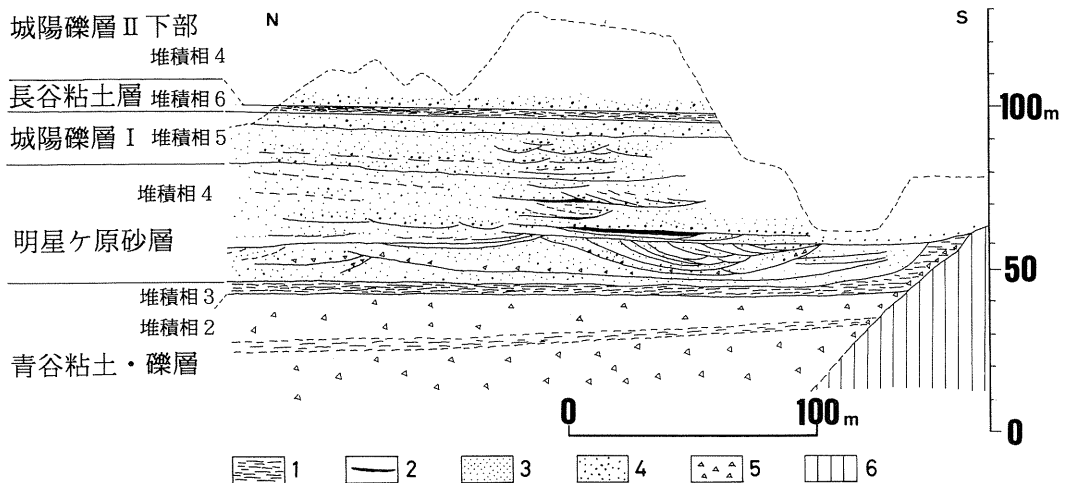 N
S
城陽礫層Ⅱ下部
堆積相4
長谷粘土層 堆積相6
城陽礫層Ⅰ 堆積相5
堆積相4
明星ケ原砂層
堆積相3
堆積相2
青谷粘土・礫層
100m
50
0
0 100m
1 2 3 4 5 6